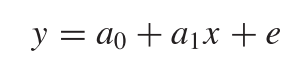 y = a₀ + a₁x + e